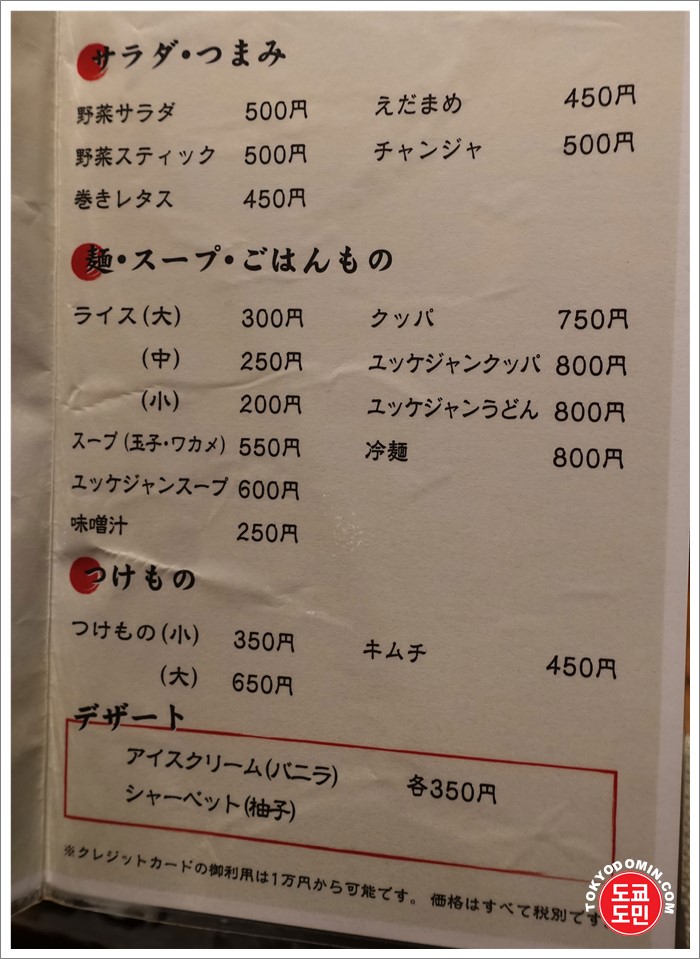 サラダ・つまみ
野菜サラダ 500円
野菜スティック 500円
巻きレタス 450円
えだまめ 450円
チャンジャ 500円
麺・スープ・ごはんもの
ライス(大) 300円
(中) 250円
(小) 200円
スープ(玉子・ワカメ) 550円
ユッケジャンスープ 600円
味噌汁 250円
クッパ 750円
ユッケジャンクッパ 800円
ユッケジャンうどん 800円
冷麺 800円
つけもの
つけもの(小) 350円
(大) 650円
キムチ 450円
デザート
アイスクリーム(バニラ)
シャーベット(柚子)
各350円
※クレジットカードの御利用は1万円から可能です。 価格はすべて税別です。
TOKYODOMIN.COM
도쿄
도민